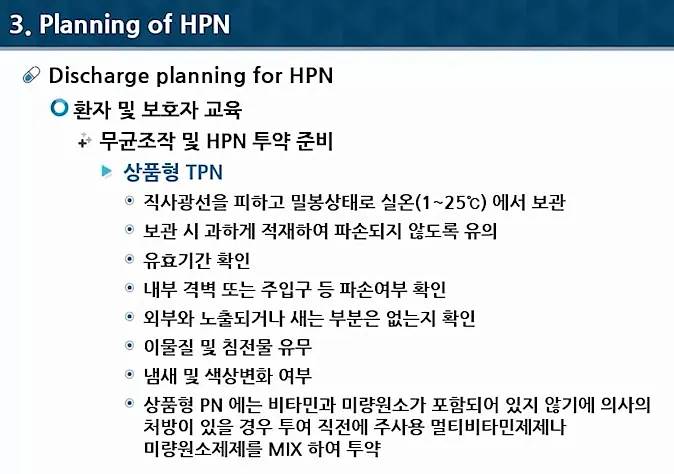 3. Planning of HPN
Discharge planning for HPN
환자 및 보호자 교육
무균조작 및 HPN 투약 준비
상품형 TPN
직사광선을 피하고 밀봉상태로 실온(1~25℃) 에서 보관
보관 시 과하게 적재하여 파손되지 않도록 유의
유효기간 확인
내부 격벽 또는 주입구 등 파손여부 확인
외부와 노출되거나 새는 부분은 없는지 확인
이물질 및 침전물 유무
냄새 및 색상변화 여부
상품형 PN 에는 비타민과 미량원소가 포함되어 있지 않기에 의사의
처방이 있을 경우 투여 직전에 주사용 멀티비타민제제나
미량원소제제를 MIX 하여 투약